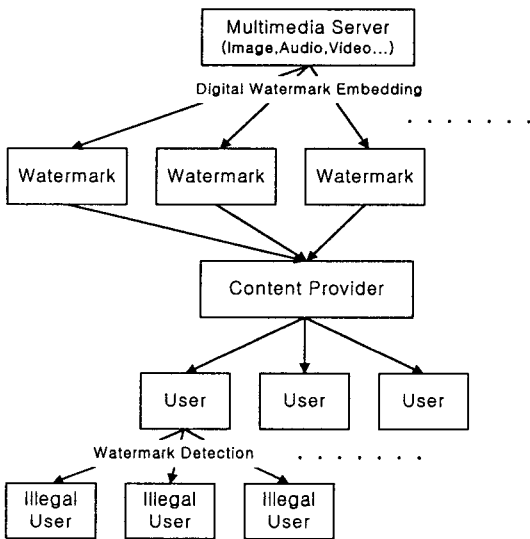 Multimedia Server
(Image,Audio,Video...)
Digital Watermark Embedding
. . . . . . .
Watermark
Watermark
Watermark
Content Provider
User
User
User
Watermark Detection
. . . . . . .
Illegal
User
Illegal
User
Illegal
User